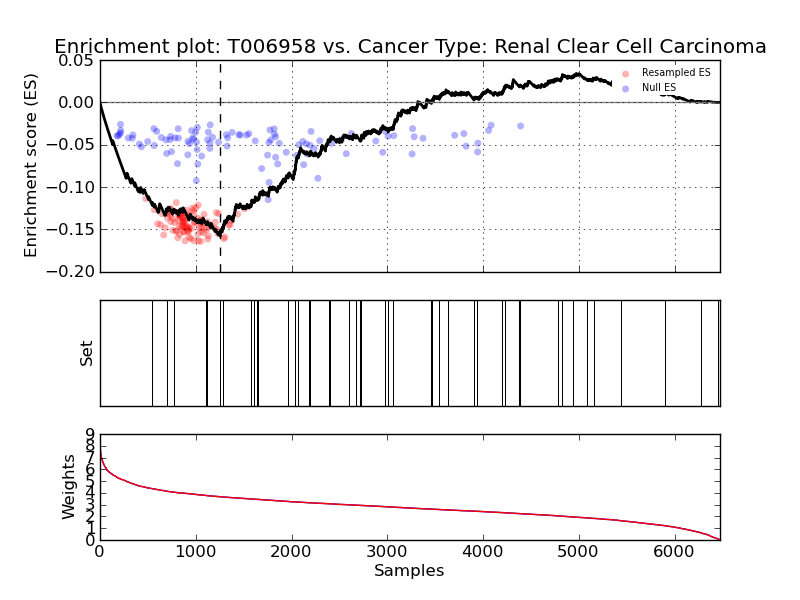 Enrichment plot: T006958 vs. Cancer Type: Renal Clear Cell Carcinoma
Enrichment score (ES)
0.05
0.00
−0.05
−0.10
−0.15
−0.20
Resampled ES
Null ES
Set
Weights
9
8
7
6
5
4
3
2
1
0
0 1000 2000 3000 4000 5000 6000
Samples